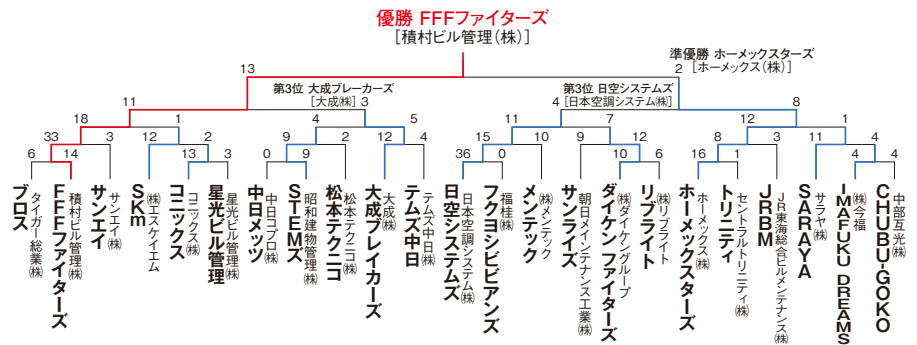 優勝 FFFファイターズ
[積村ビル管理(株)]
準優勝 ホーメックスターズ
[ホーメックス(株)]
13
2
第3位 大成ブレーカーズ
[大成㈱]
第3位 日空システムズ
[日本空調システム㈱]
11
3
4
8
18
1
4
5
11
7
12
1
33
3
12
2
9
2
12
4
15
10
9
12
8
3
11
4
6
14
13
3
0
9
36
0
10
6
16
1
4
4
ブロス
タイガー総業㈱
FFFファイターズ
積村ビル管理㈱
サンエイ
サンエイ㈱
SKm
㈱エスケイエム
コニックス
コニックス㈱
星光ビル管理
星光ビル管理㈱
中日メッツ
中日コプロ㈱
STEMS
昭和建物管理㈱
松本テクニコ
松本テクニコ㈱
大成ブレイカーズ
大成㈱
テムズ中日
テムズ中日㈱
日空システムズ
日本空調システム㈱
フクヨシビビアンズ
福桂㈱
メンテック
㈱メンテック
サンライズ
朝日メインテナンス工業㈱
ダイケンファイターズ
㈱ダイケングループ
リブライト
㈱リブライト
ホーメックスターズ
ホーメックス㈱
トリニティ
セントラルトリニティ㈱
JRBM
JR東海総合ビルメンテナンス㈱
SARAYA
サラヤ㈱
IMAFUKU DREAMS
㈱今福
CHUBU-GOKO
中部互光㈱